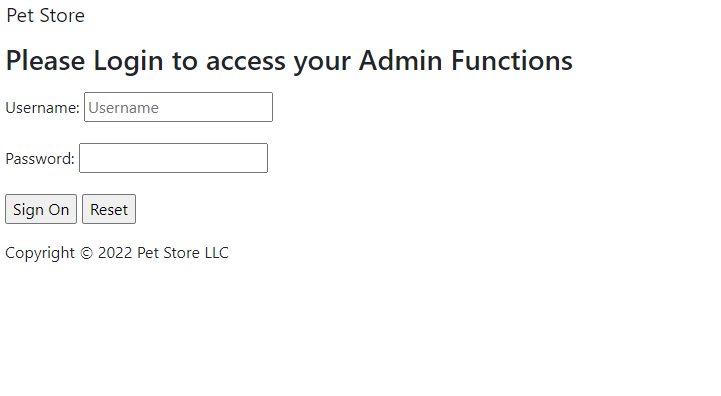 Pet Store
Please Login to access your Admin Functions
Username: Username
Password:
Sign On Reset
Copyright © 2022 Pet Store LLC